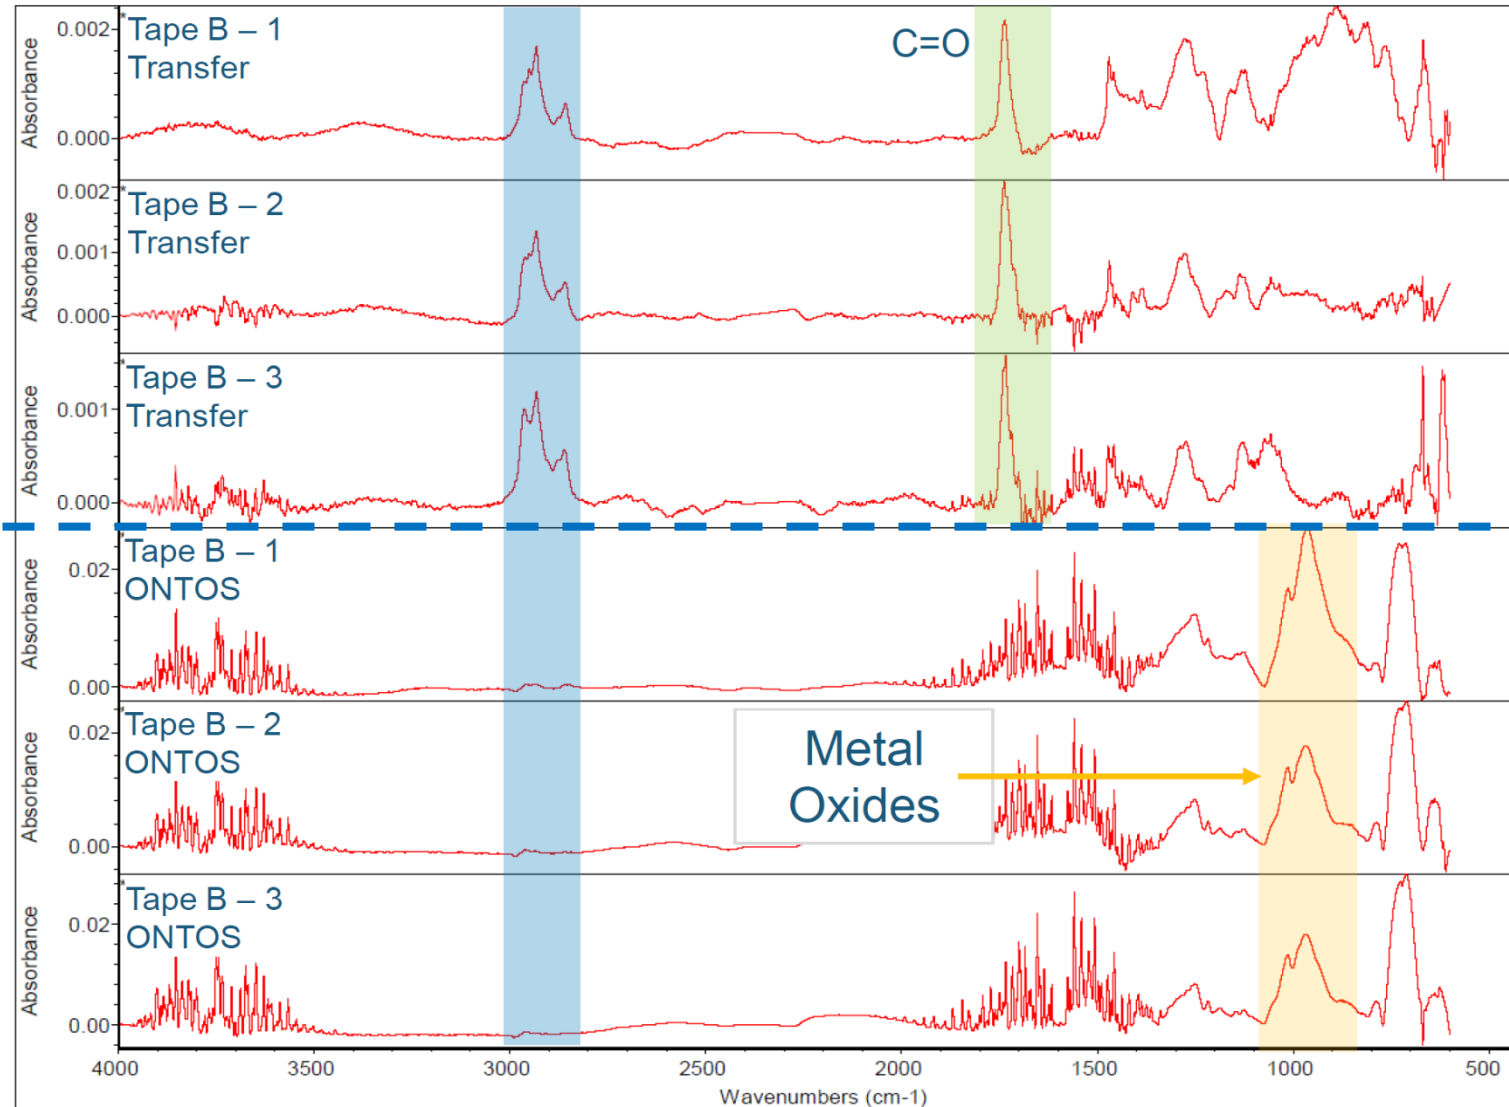 *Tape B – 1
Transfer
C=O
Absorbance
0.002
0.000
*Tape B – 2
Transfer
Absorbance
0.002
0.001
0.000
*Tape B – 3
Transfer
Absorbance
0.001
0.000
*Tape B – 1
ONTOS
Absorbance
0.02
0.00
*Tape B – 2
ONTOS
Absorbance
0.02
0.00
Metal
Oxides
*Tape B – 3
ONTOS
Absorbance
0.02
0.00
4000 3500 3000 2500 2000 1500 1000 500
Wavenumbers (cm-1)